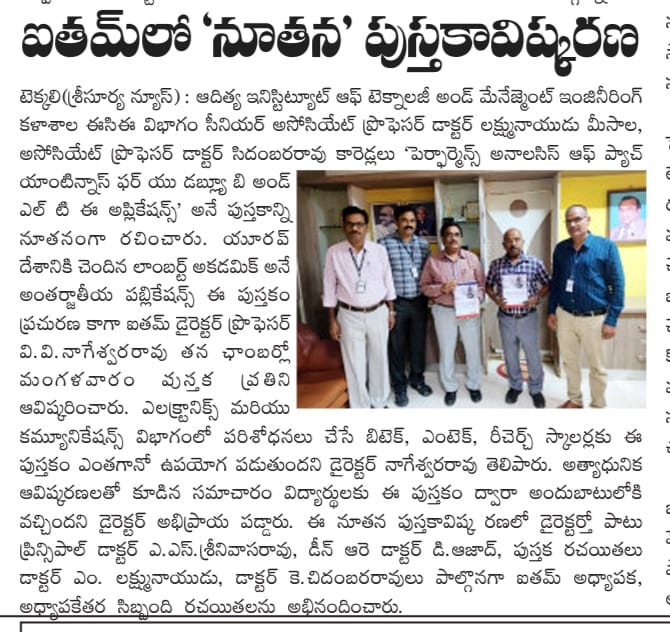 ఐతమ్‌లో ‘నూతన’ పుస్తకావిష్కరణ
టెక్కలి(శ్రీసూర్య న్యూస్) : ఆదిత్య ఇనిస్టిట్యూట్ ఆఫ్ టెక్నాలజీ అండ్ మేనేజ్మెంట్ ఇంజినీరింగ్
కళాశాల ఈసిఈ విభాగం సీనియర్ అసోసియేట్ ప్రొఫెసర్ డాక్టర్ లక్ష్మునాయుడు మీసాల,
అసోసియేట్ ప్రొఫెసర్ డాక్టర్ సిదంబరరావు కారెడ్లలు ‘పెర్ఫార్మెన్స్ అనాలసిస్ ఆఫ్ ప్యాచ్
యాంటిన్నాస్ ఫర్ యు డబ్ల్యూ బి అండ్
ఎల్ టి ఈ అప్లికేషన్స్’ అనే పుస్తకాన్ని
నూతనంగా రచించారు. యూరవ్
దేశానికి చెందిన లాంబర్ట్ అకడమిక్ అనే
అంతర్జాతీయ పబ్లికేషన్స్ ఈ పుస్తకం
ప్రచురణ కాగా ఐతమ్ డైరెక్టర్ ప్రొఫెసర్
వి.వి.నాగేశ్వరరావు తన ఛాంబర్లో
మంగళవారం పుస్తక ప్రతిని
ఆవిష్కరించారు. ఎలక్ట్రానిక్స్ మరియు
కమ్యూనికేషన్స్ విభాగంలో పరిశోధనలు చేసే బిటెక్, ఎంటెక్, రీచెర్చ్ స్కాలర్లకు ఈ
పుస్తకం ఎంతగానో ఉపయోగ పడుతుందని డైరెక్టర్ నాగేశ్వరరావు తెలిపారు. అత్యాధునిక
ఆవిష్కరణలతో కూడిన సమాచారం విద్యార్థులకు ఈ పుస్తకం ద్వారా అందుబాటులోకి
వచ్చిందని డైరెక్టర్ అభిప్రాయ పడ్డారు. ఈ నూతన పుస్తకావిష్క రణలో డైరెక్టర్తో పాటు
ప్రిన్సిపాల్ డాక్టర్ ఎ.ఎస్.శ్రీనివాసరావు, డీన్ ఆరె డాక్టర్ డి.ఆజాద్, పుస్తక రచయితలు
డాక్టర్ ఎం. లక్ష్మునాయుడు, డాక్టర్ కె.చిదంబరరావులు పాల్గొనగా ఐతమ్ అధ్యాపక,
అధ్యాపకేతర సిబ్బంది రచయితలను అభినందించారు.